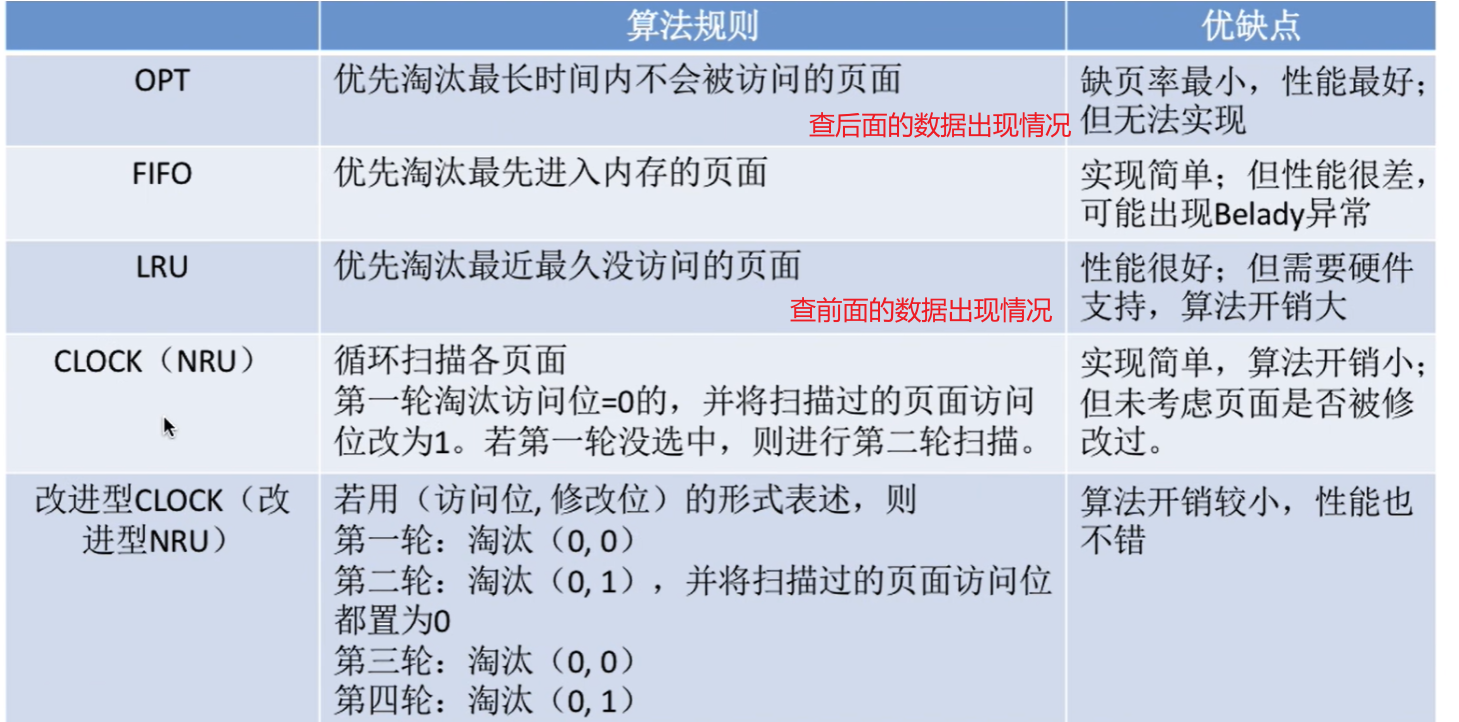 算法规则
优缺点
OPT
优先淘汰最长时间内不会被访问的页面
查后面的数据出现情况
缺页率最小，性能最好；
但无法实现
FIFO
优先淘汰最先进入内存的页面
实现简单；但性能很差，
可能出现Belady异常
LRU
优先淘汰最近最久没访问的页面
查前面的数据出现情况
性能很好；但需要硬件
支持，算法开销大
CLOCK（NRU）
循环扫描各页面
第一轮淘汰访问位=0的，并将扫描过的页面访问
位改为1。若第一轮没选中，则进行第二轮扫描。
实现简单，算法开销小；
但未考虑页面是否被修
改过。
改进型CLOCK（改
进型NRU）
若用（访问位, 修改位）的形式表述，则
第一轮：淘汰（0, 0）
第二轮：淘汰（0, 1），并将扫描过的页面访问位
都置为0
第三轮：淘汰（0, 0）
第四轮：淘汰（0, 1）
算法开销较小，性能也
不错